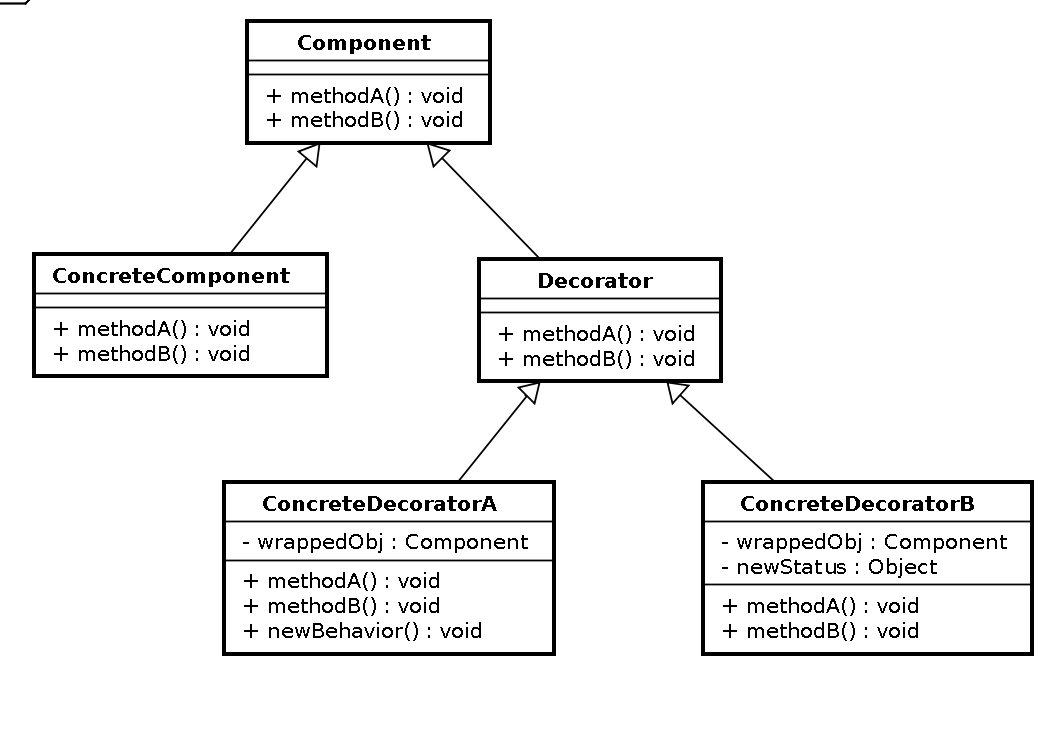 Component
+ methodA() : void
+ methodB() : void
ConcreteComponent
+ methodA() : void
+ methodB() : void
Decorator
+ methodA() : void
+ methodB() : void
ConcreteDecoratorA
- wrappedObj : Component
+ methodA() : void
+ methodB() : void
+ newBehavior() : void
ConcreteDecoratorB
- wrappedObj : Component
- newStatus : Object
+ methodA() : void
+ methodB() : void